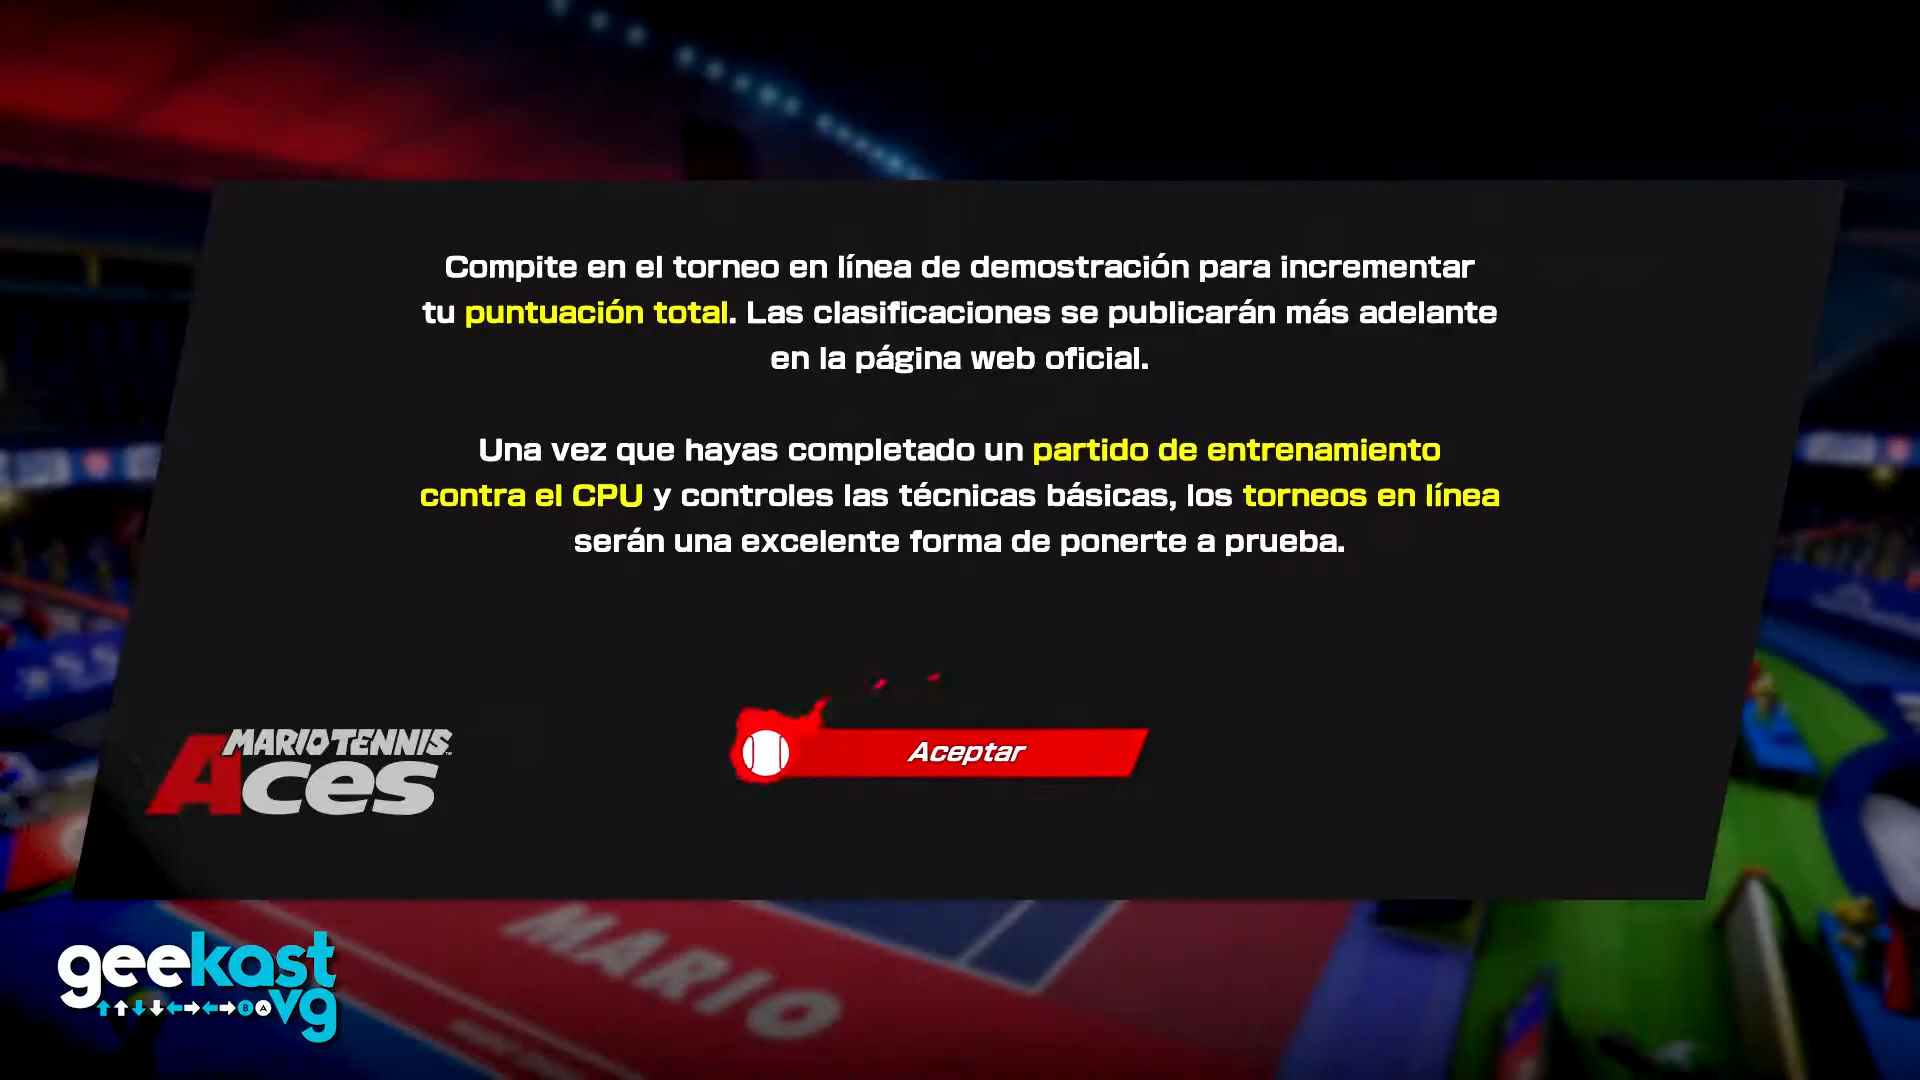 Compite en el torneo en línea de demostración para incrementar
tu puntuación total. Las clasificaciones se publicarán más adelante
en la página web oficial.
Una vez que hayas completado un partido de entrenamiento
contra el CPU y controles las técnicas básicas, los torneos en línea
serán una excelente forma de ponerte a prueba.
MARIO TENNIS™
Aces
Aceptar
MARIO
geekast
vg
↑↑↓↓←→←→BA